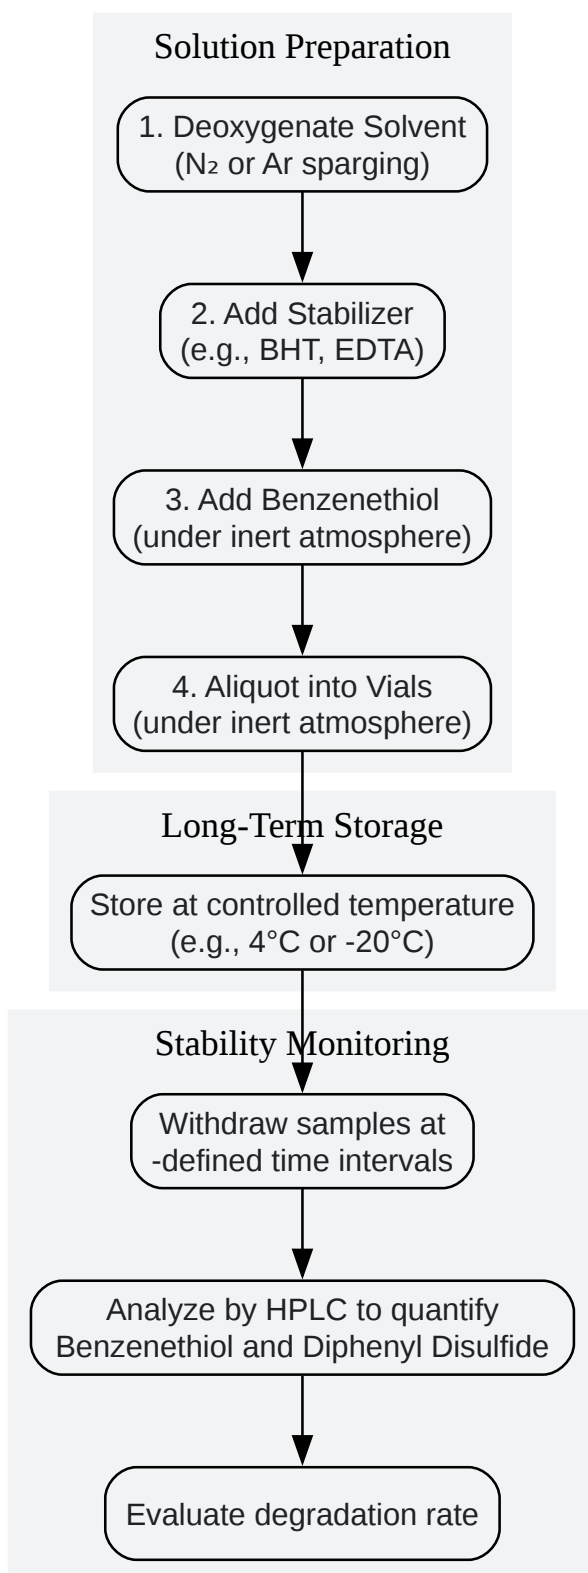 Solution Preparation
1. Deoxygenate Solvent
(N₂ or Ar sparging)
2. Add Stabilizer
(e.g., BHT, EDTA)
3. Add Benzenethiol
(under inert atmosphere)
4. Aliquot into Vials
(under inert atmosphere)
Long-Term Storage
Store at controlled temperature
(e.g., 4°C or -20°C)
Stability Monitoring
Withdraw samples at
-defined time intervals
Analyze by HPLC to quantify
Benzenethiol and Diphenyl Disulfide
Evaluate degradation rate